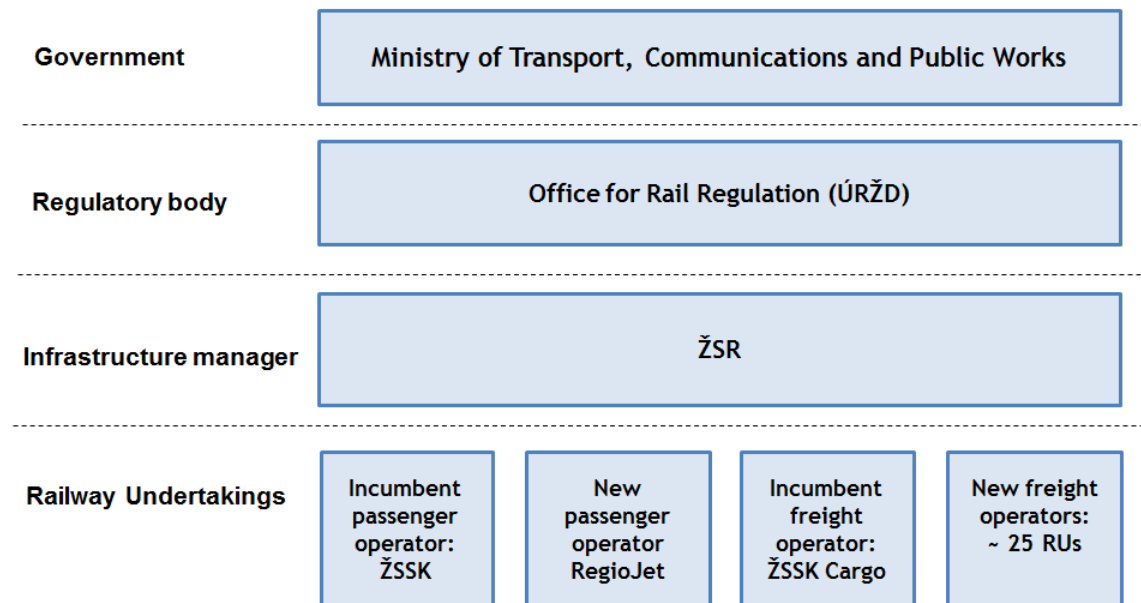 Government
Ministry of Transport, Communications and Public Works
Regulatory body
Office for Rail Regulation (ÚRŽD)
Infrastructure manager
ŽSR
Railway Undertakings
Incumbent
passenger
operator:
ŽSSK
New
passenger
operator
RegioJet
Incumbent
freight
operator:
ŽSSK Cargo
New freight
operators:
~ 25 RUs